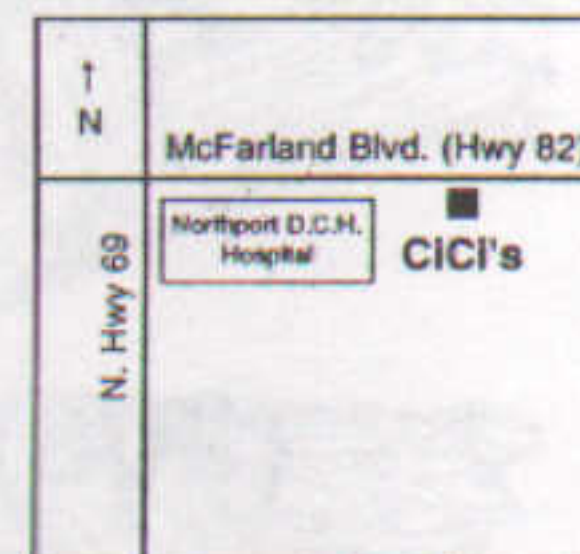 ↑
N
McFarland Blvd. (Hwy 82)
Northport D.C.H.
Hospital
CiCi's
N. Hwy 69